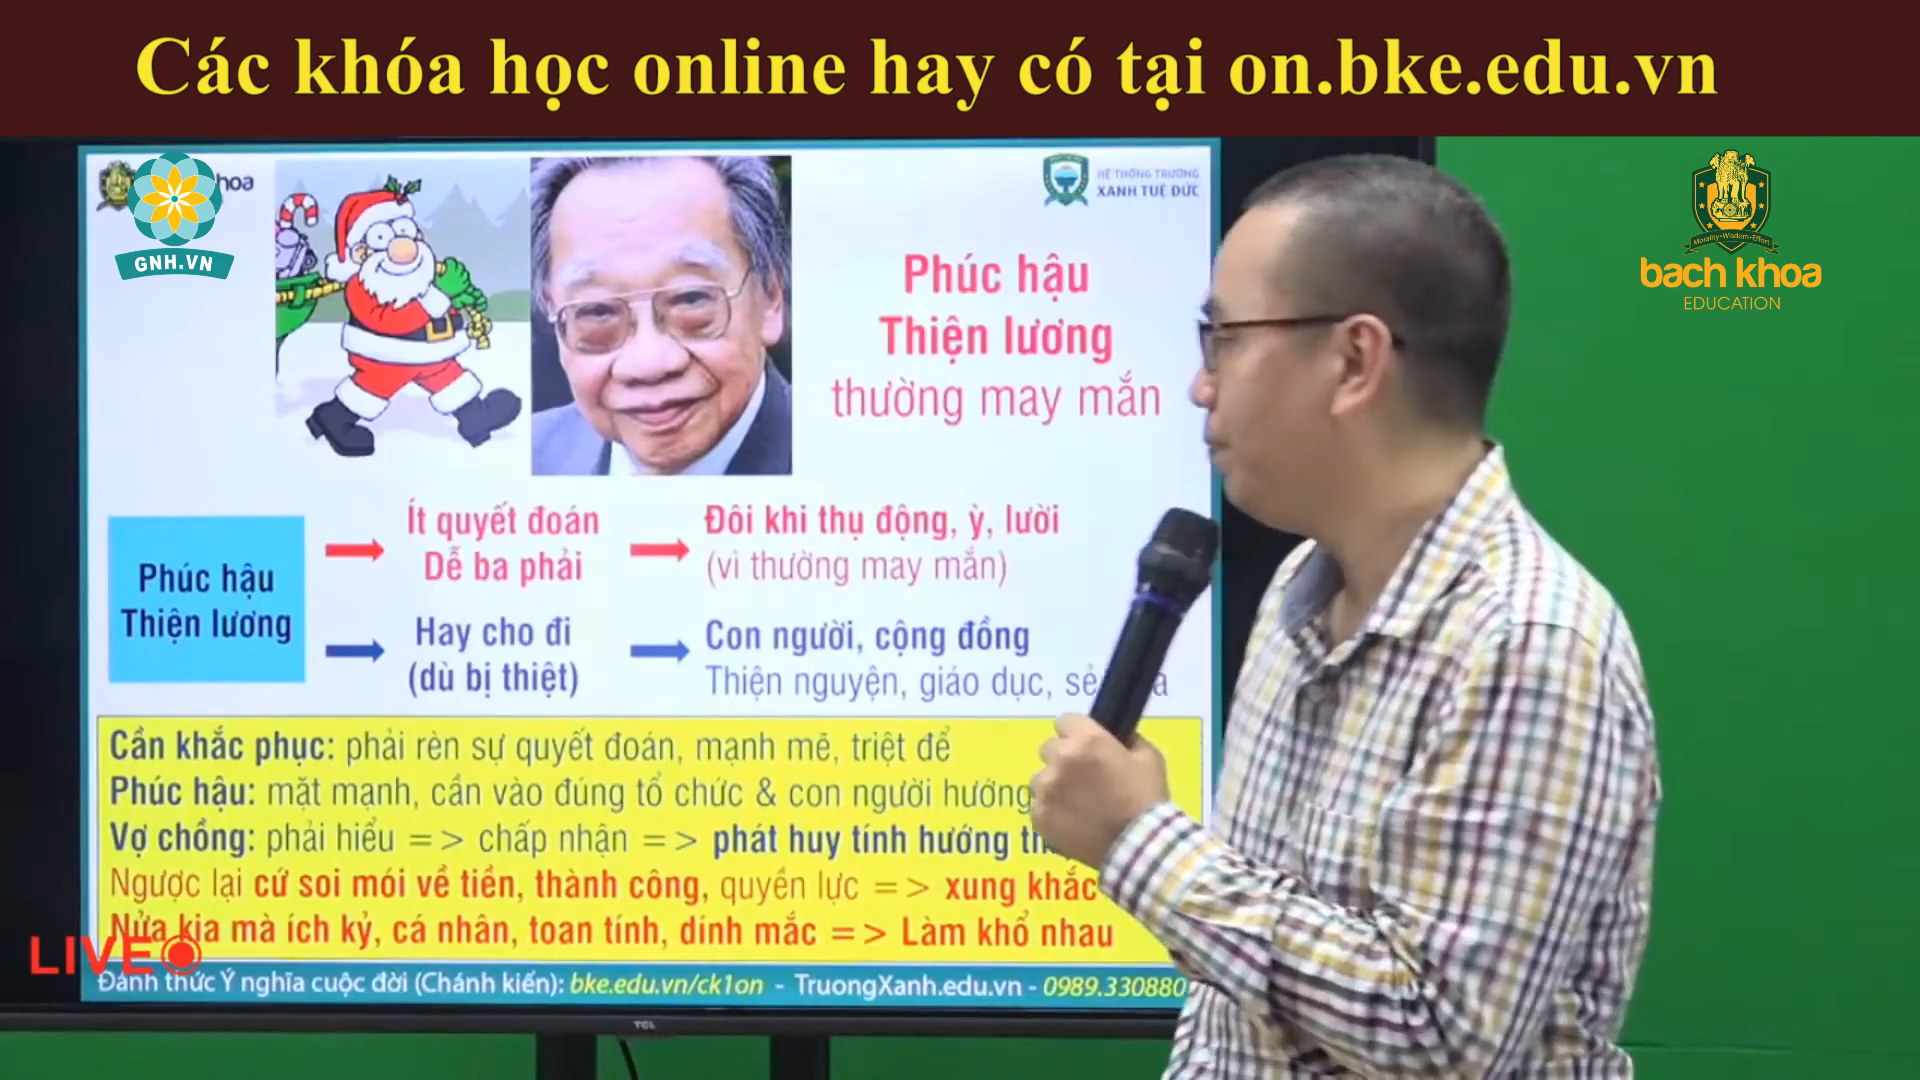 Các khóa học online hay có tại on.bke.edu.vn
khoa
GNH.VN
HỆ THỐNG TRƯỜNG
XANH TUỆ ĐỨC
Morality•Wisdom•Effort
bach khoa
EDUCATION
Phúc hậu
Thiện lương
thường may mắn
Phúc hậu
Thiện lương
Ít quyết đoán
Dễ ba phải
Đôi khi thụ động, ỳ, lười
(vì thường may mắn)
Hay cho đi
(dù bị thiệt)
Con người, cộng đồng
Thiện nguyện, giáo dục,
Cần khắc phục: phải rèn sự quyết đoán, mạnh mẽ, triệt để
Phúc hậu: mặt mạnh, cần vào đúng tổ chức & con người hướng
Vợ chồng: phải hiểu => chấp nhận => phát huy tính hướng
Ngược lại cứ soi mói về tiền, thành công, quyền lực => xung khắc
Nửa kia mà ích kỷ, cá nhân, toan tính, dính mắc => Làm khổ nhau
LIVE
Đánh thức Ý nghĩa cuộc đời (Chánh kiến): bke.edu.vn/ck1on - TruongXanh.edu.vn - 0989.330880
TCL